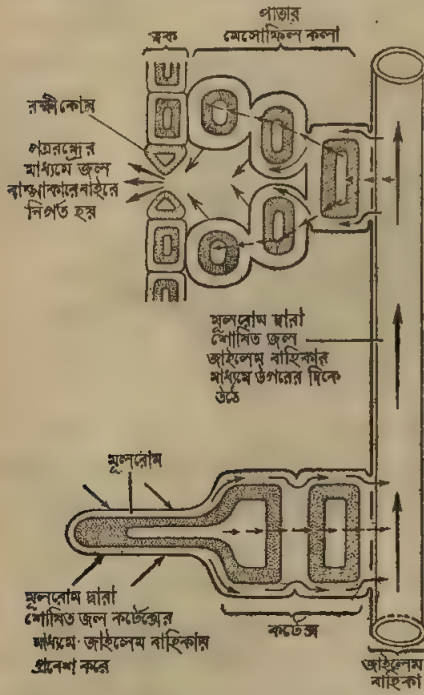 পাতার
ত্বক
মেসোফিল কলা
রক্ষীকোষ
পত্ররন্ধ্রের
মাধ্যমে জল
বাষ্পাকারে বাইরে
নির্গত হয়
মূলরোম দ্বারা
শোষিত জল
জাইলেম বাহিকার
মাধ্যমে উপরের দিকে
উঠে
মূলরোম
মূলরোম দ্বারা
শোষিত জল কর্টেক্সের
মাধ্যমে জাইলেম বাহিকায়
প্রবেশ করে
কর্টেক্স
জাইলেম
বাহিকা